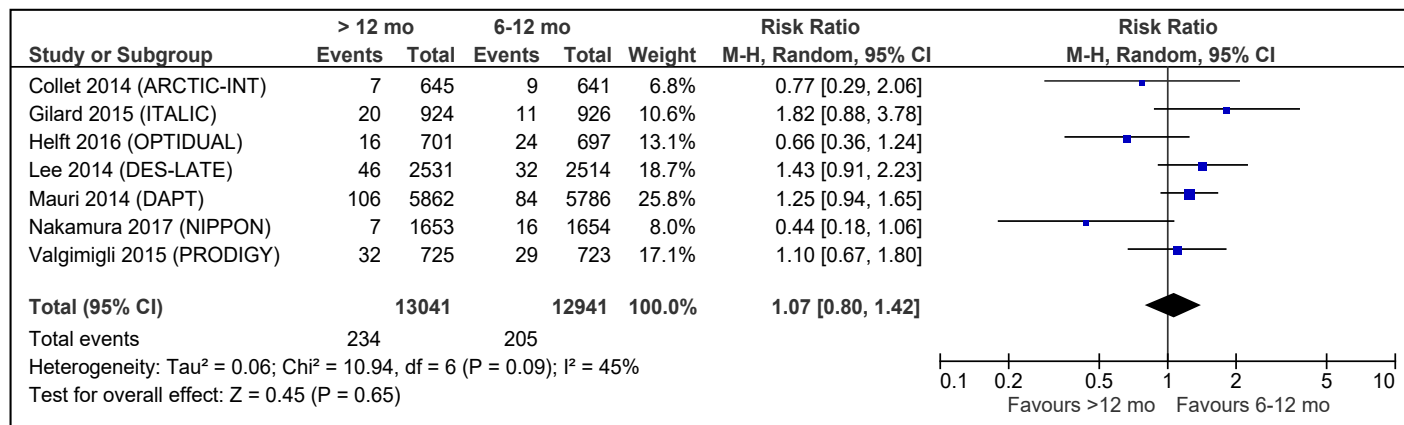 > 12 mo 6-12 mo Risk Ratio Risk Ratio
Study or Subgroup Events Total Events Total Weight M-H, Random, 95% CI M-H, Random, 95% CI
Collet 2014 (ARCTIC-INT) 7 645 9 641 6.8% 0.77 [0.29, 2.06]
Gilard 2015 (ITALIC) 20 924 11 926 10.6% 1.82 [0.88, 3.78]
Helft 2016 (OPTIDUAL) 16 701 24 697 13.1% 0.66 [0.36, 1.24]
Lee 2014 (DES-LATE) 46 2531 32 2514 18.7% 1.43 [0.91, 2.23]
Mauri 2014 (DAPT) 106 5862 84 5786 25.8% 1.25 [0.94, 1.65]
Nakamura 2017 (NIPPON) 7 1653 16 1654 8.0% 0.44 [0.18, 1.06]
Valgimigli 2015 (PRODIGY) 32 725 29 723 17.1% 1.10 [0.67, 1.80]
Total (95% CI) 13041 12941 100.0% 1.07 [0.80, 1.42]
Total events 234 205
Heterogeneity: Tau² = 0.06; Chi² = 10.94, df = 6 (P = 0.09); I² = 45%
Test for overall effect: Z = 0.45 (P = 0.65)
0.1 0.2 0.5 1 2 5 10
Favours >12 mo Favours 6-12 mo